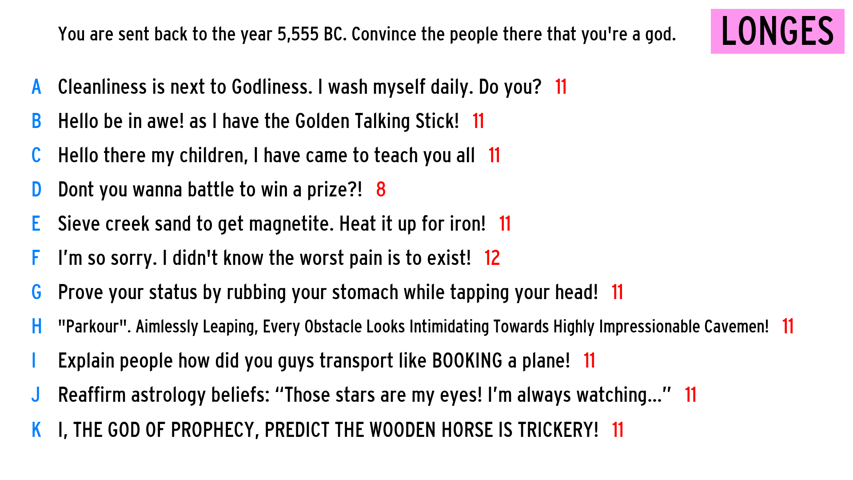 You are sent back to the year 5,555 BC. Convince the people there that you're a god.
LONGES
A Cleanliness is next to Godliness. I wash myself daily. Do you? 11
B Hello be in awe! as I have the Golden Talking Stick! 11
C Hello there my children, I have came to teach you all 11
D Dont you wanna battle to win a prize?! 8
E Sieve creek sand to get magnetite. Heat it up for iron! 11
F I’m so sorry. I didn't know the worst pain is to exist! 12
G Prove your status by rubbing your stomach while tapping your head! 11
H "Parkour". Aimlessly Leaping, Every Obstacle Looks Intimidating Towards Highly Impressionable Cavemen! 11
I Explain people how did you guys transport like BOOKING a plane! 11
J Reaffirm astrology beliefs: “Those stars are my eyes! I’m always watching...” 11
K I, THE GOD OF PROPHECY, PREDICT THE WOODEN HORSE IS TRICKERY! 11